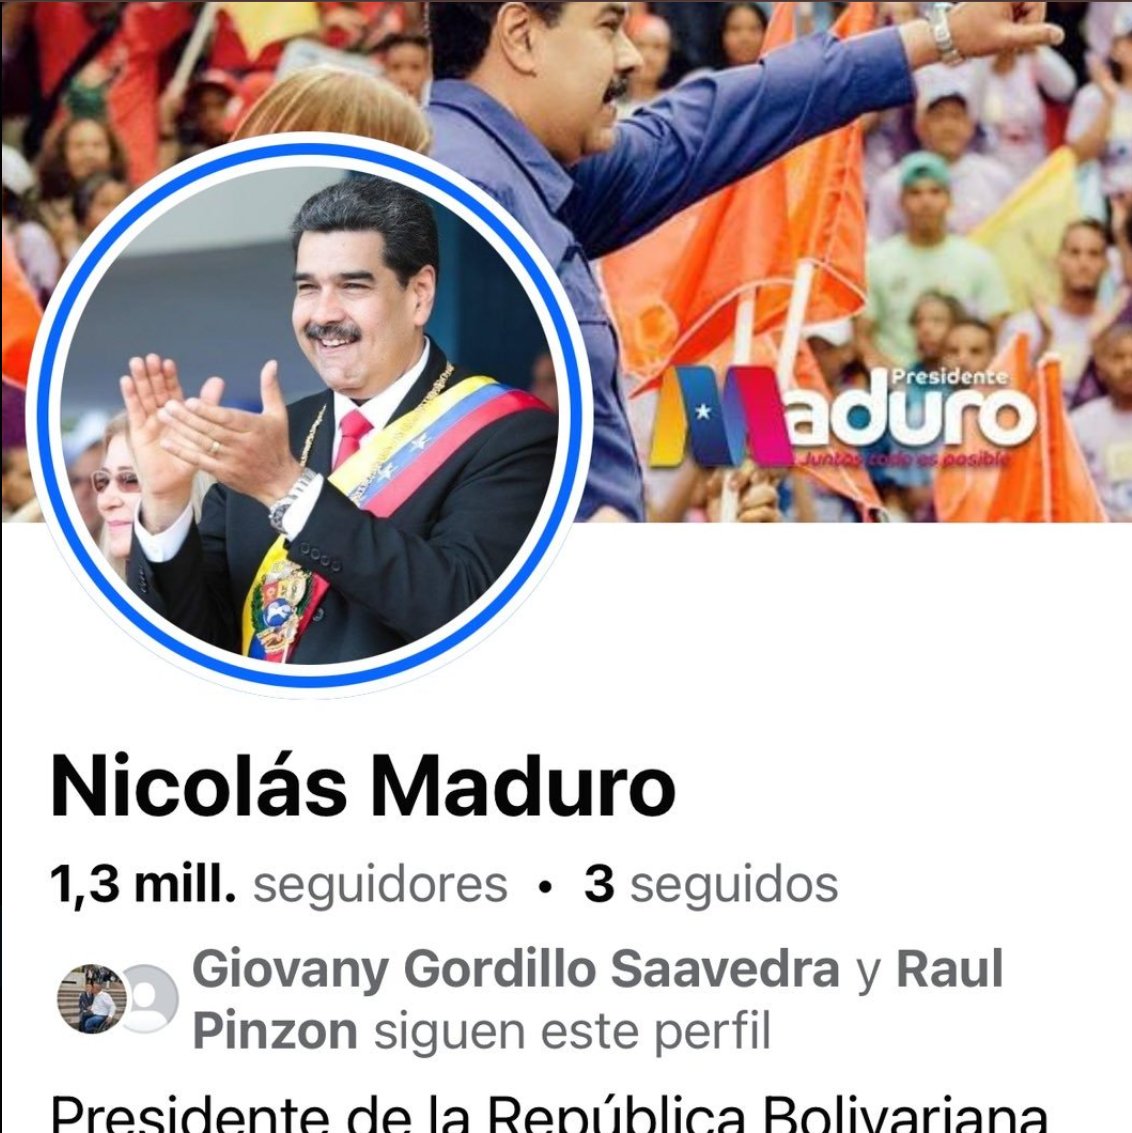 Presidente
Maduro
Juntos todo es posible
Nicolás Maduro
1,3 mill. seguidores • 3 seguidos
Giovany Gordillo Saavedra y Raul
Pinzon siguen este perfil
Presidente de la República Bolivariana